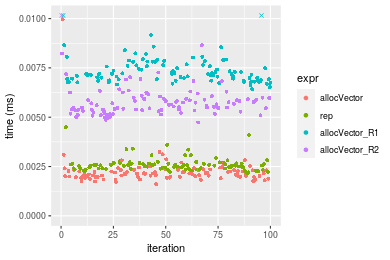 0.0100
0.0075
0.0050
0.0025
0.0000
time (ms)
0
25
50
75
100
iteration
expr
allocVector
rep
allocVector_R1
allocVector_R2